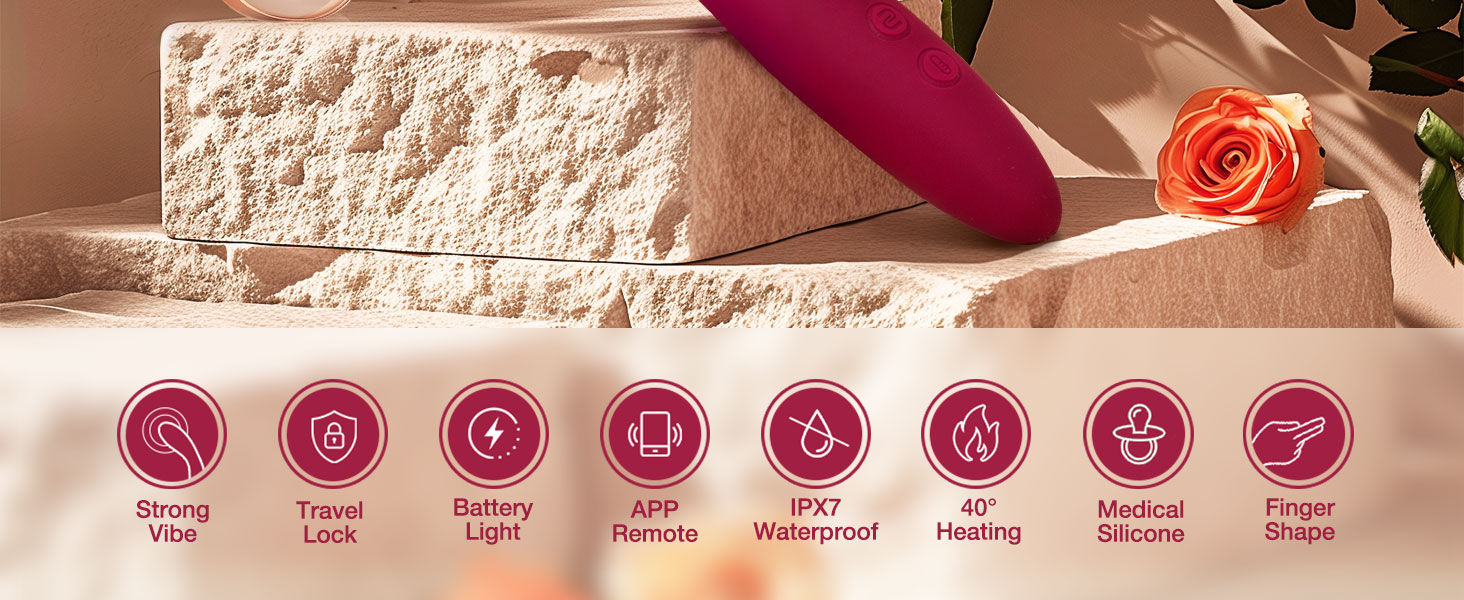 Strong
Vibe
Travel
Lock
Battery
Light
APP
Remote
IPX7
Waterproof
40°
Heating
Medical
Silicone
Finger
Shape